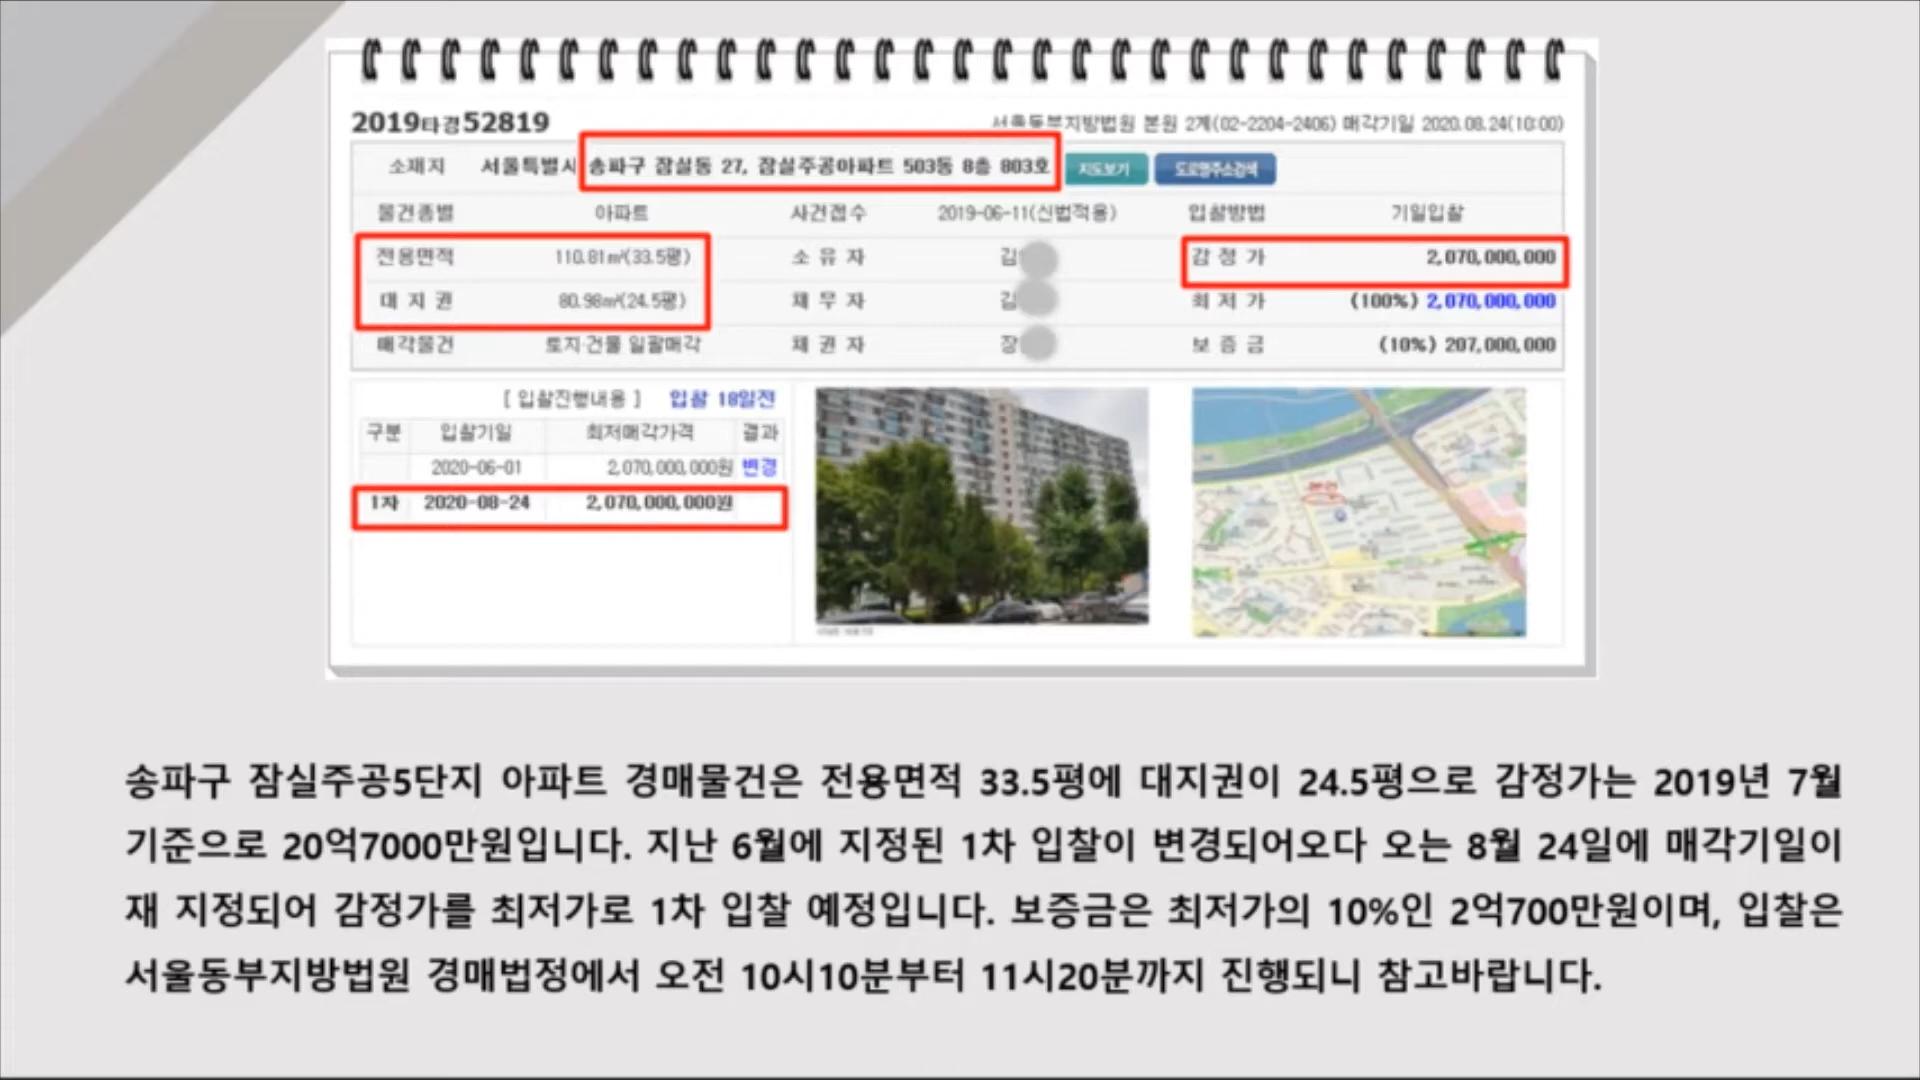 2019타경52819
서울동부지방법원 본원 2계(02-2204-2406) 매각기일 2020.08.24(10:00)
소재지 서울특별시 송파구 잠실동 27, 잠실주공아파트 503동 8층 803호 지도보기 도로명주소검색
물건종별 아파트 사건접수 2019-06-11(신법적용) 입찰방법 기일입찰
전용면적 110.81㎡(33.5평) 소 유 자 김 감 정 가 2,070,000,000
대 지 권 80.98㎡(24.5평) 채 무 자 김 최 저 가 (100%) 2,070,000,000
매각물건 토지·건물 일괄매각 채 권 자 장 보 증 금 (10%) 207,000,000
[ 입찰진행내용 ] 입찰 18일전
구분 입찰기일 최저매각가격 결과
2020-06-01 2,070,000,000원 변경
1차 2020-08-24 2,070,000,000원
송파구 잠실주공5단지 아파트 경매물건은 전용면적 33.5평에 대지권이 24.5평으로 감정가는 2019년 7월
기준으로 20억7000만원입니다. 지난 6월에 지정된 1차 입찰이 변경되어오다 오는 8월 24일에 매각기일이
재 지정되어 감정가를 최저가로 1차 입찰 예정입니다. 보증금은 최저가의 10%인 2억700만원이며, 입찰은
서울동부지방법원 경매법정에서 오전 10시10분부터 11시20분까지 진행되니 참고바랍니다.